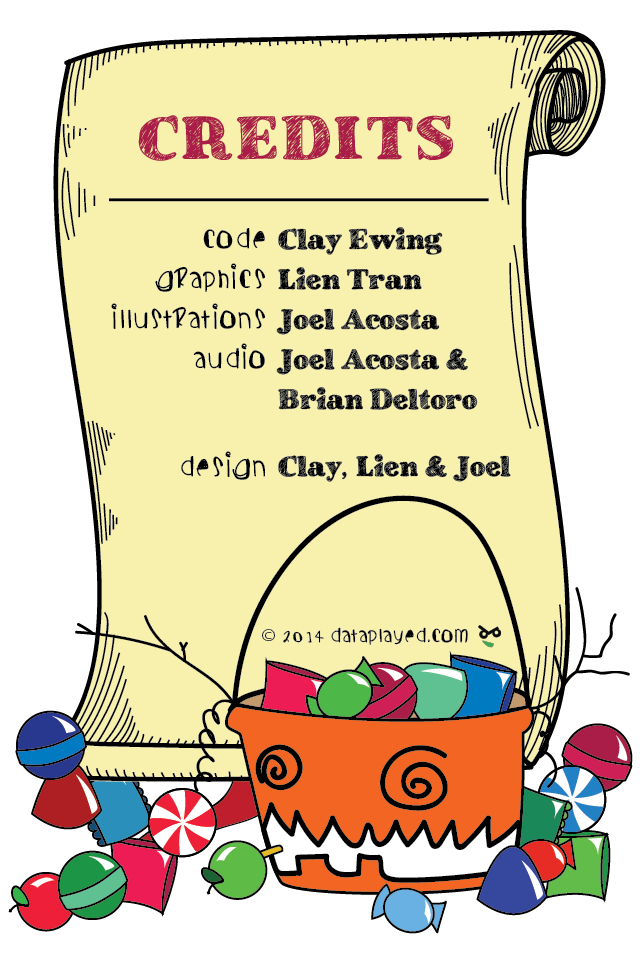 CREDITS
code Clay Ewing
graphics Lien Tran
illustrations Joel Acosta
audio Joel Acosta &
Brian Deltoro
design Clay, Lien & Joel
© 2014 dataplayed.com